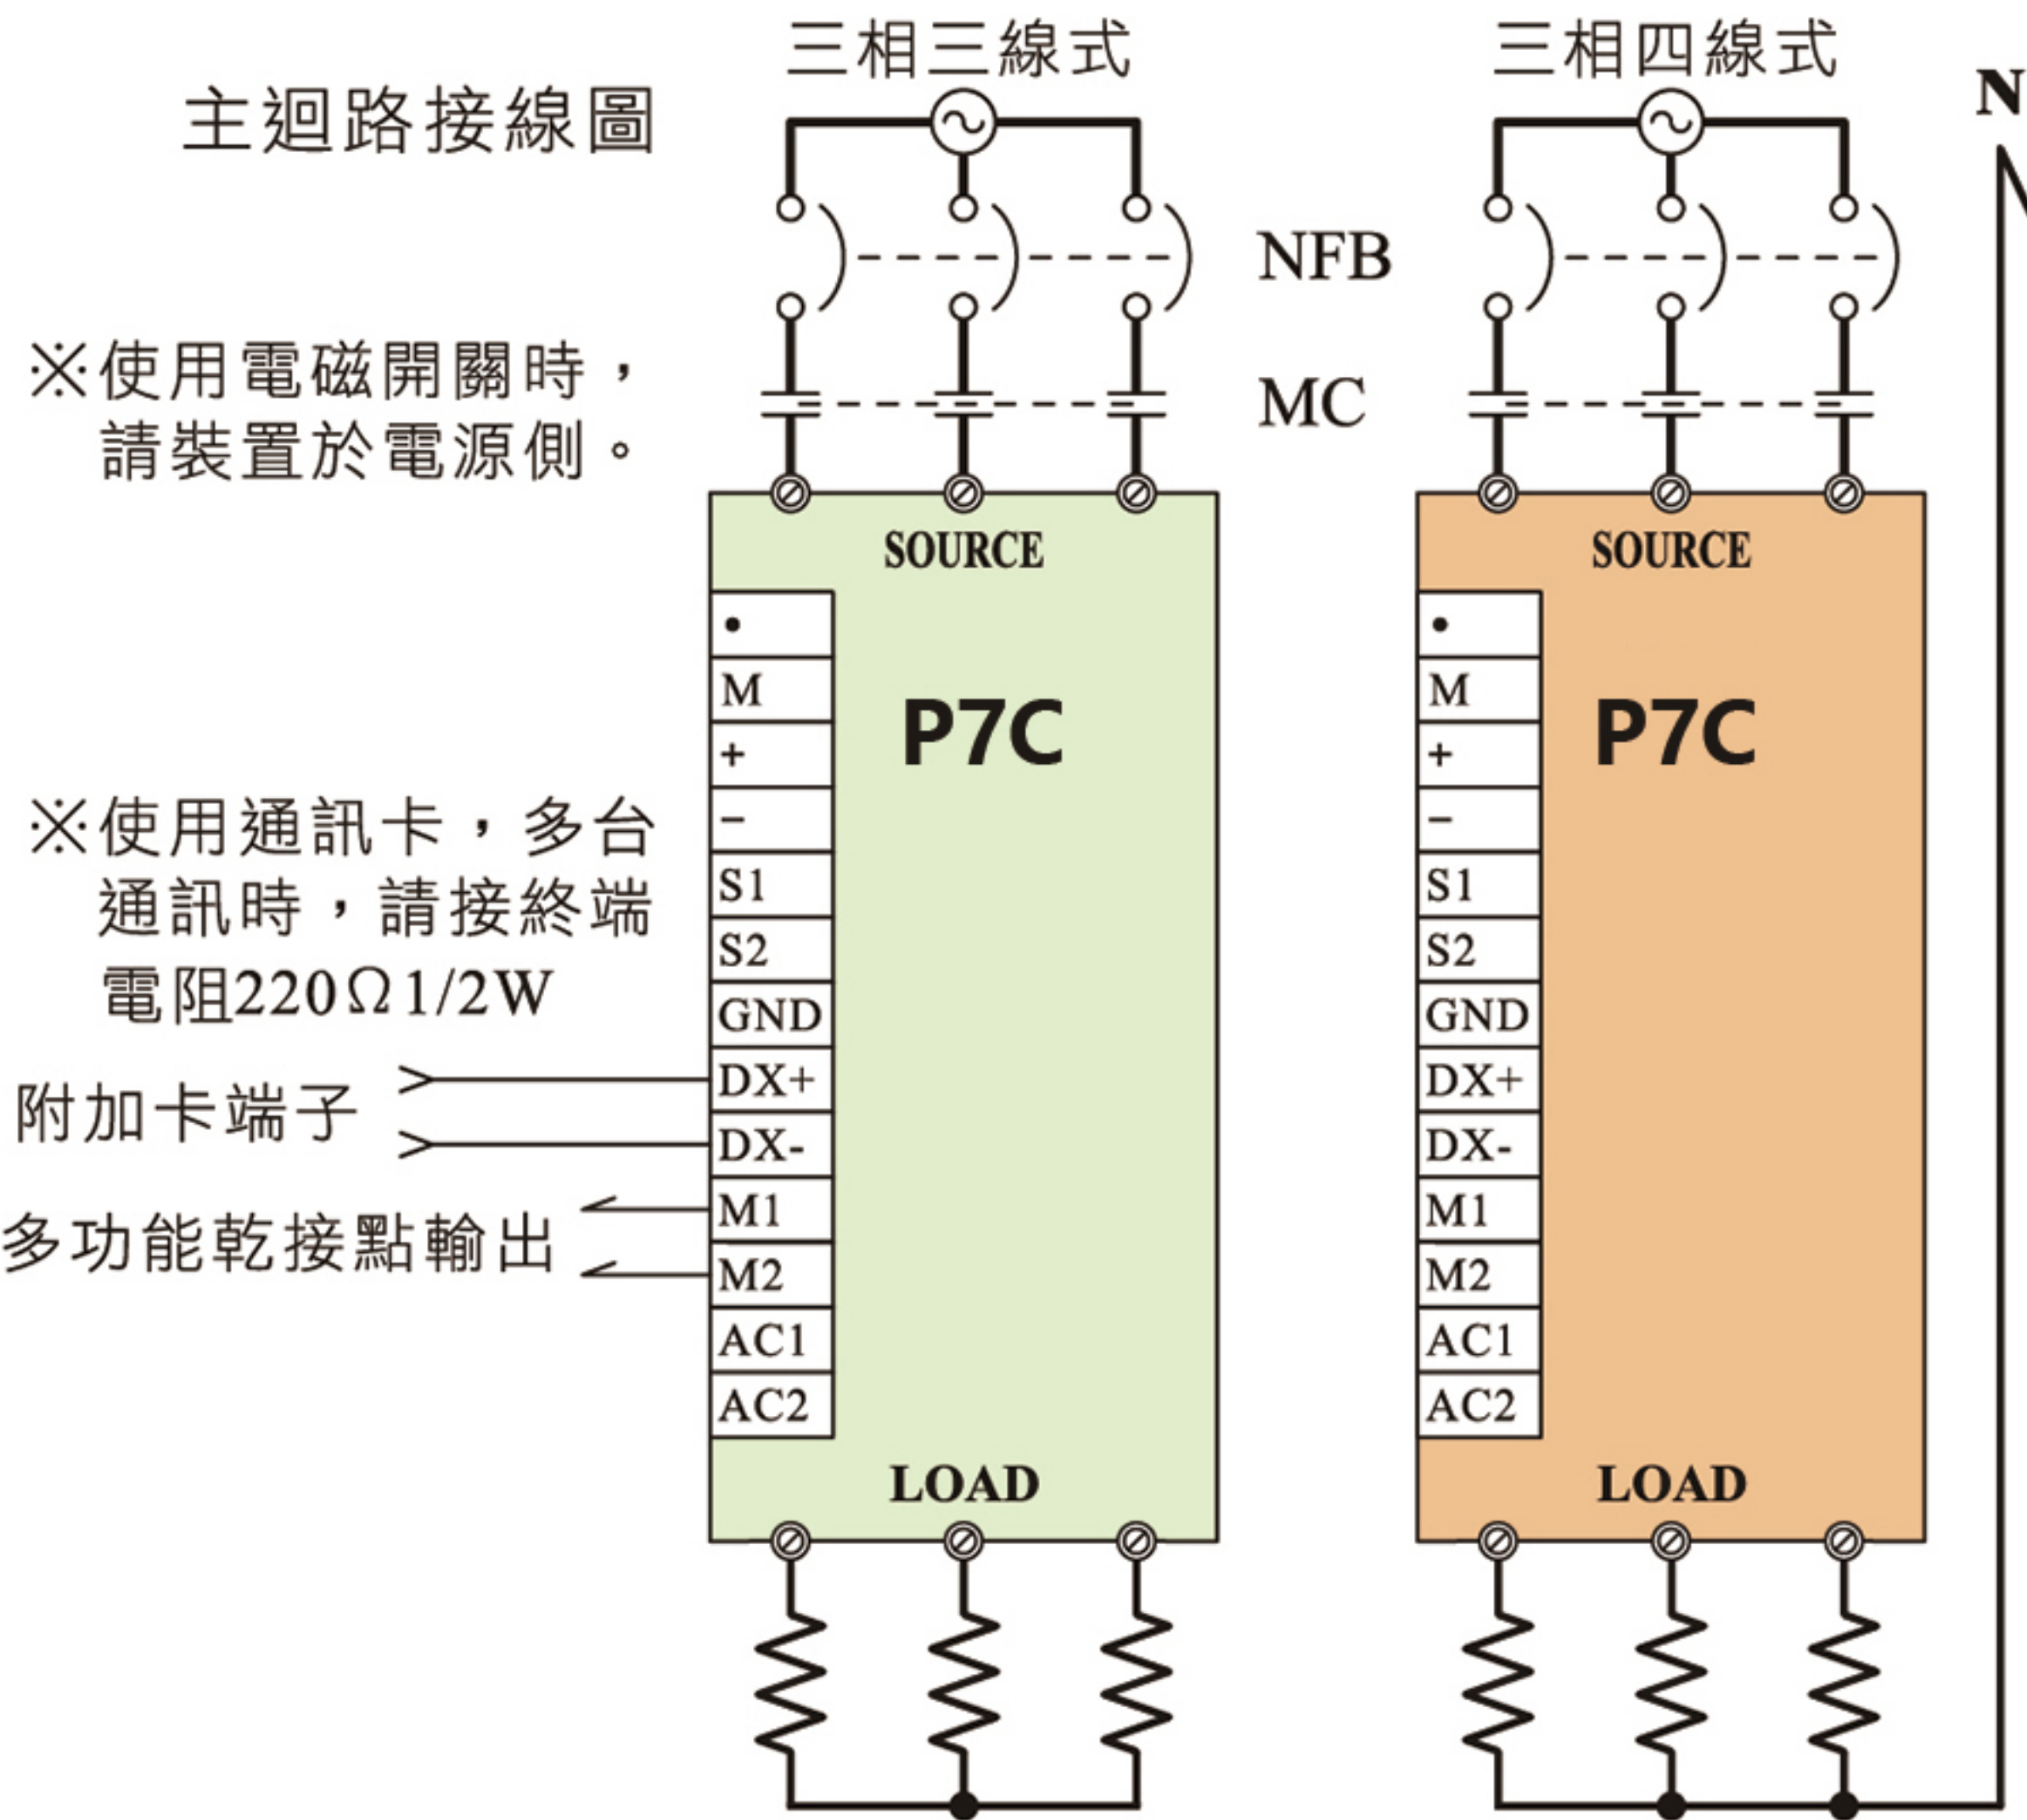 三相三線式
三相四線式
N
主迴路接線圖
NFB
※使用電磁開關時，
請裝置於電源側。
MC
SOURCE
•
M
P7C
+
−
※使用通訊卡，多台
通訊時，請接終端
電阻220Ω1/2W
S1
S2
GND
附加卡端子
DX+
DX-
多功能乾接點輸出
M1
M2
AC1
AC2
LOAD
SOURCE
•
M
P7C
+
−
S1
S2
GND
DX+
DX-
M1
M2
AC1
AC2
LOAD